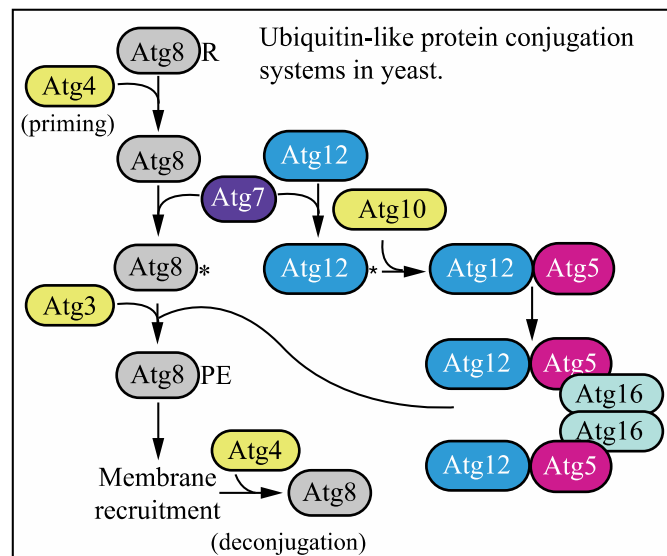 Ubiquitin-like protein conjugation
systems in yeast.
Atg8 R
Atg4
(priming)
Atg8
Atg12
Atg7
Atg10
Atg8 *
Atg12 *
Atg12 Atg5
Atg3
Atg8 PE
Atg12 Atg5
Atg16
Atg16
Atg12 Atg5
Atg4
Membrane
recruitment
Atg8
(deconjugation)